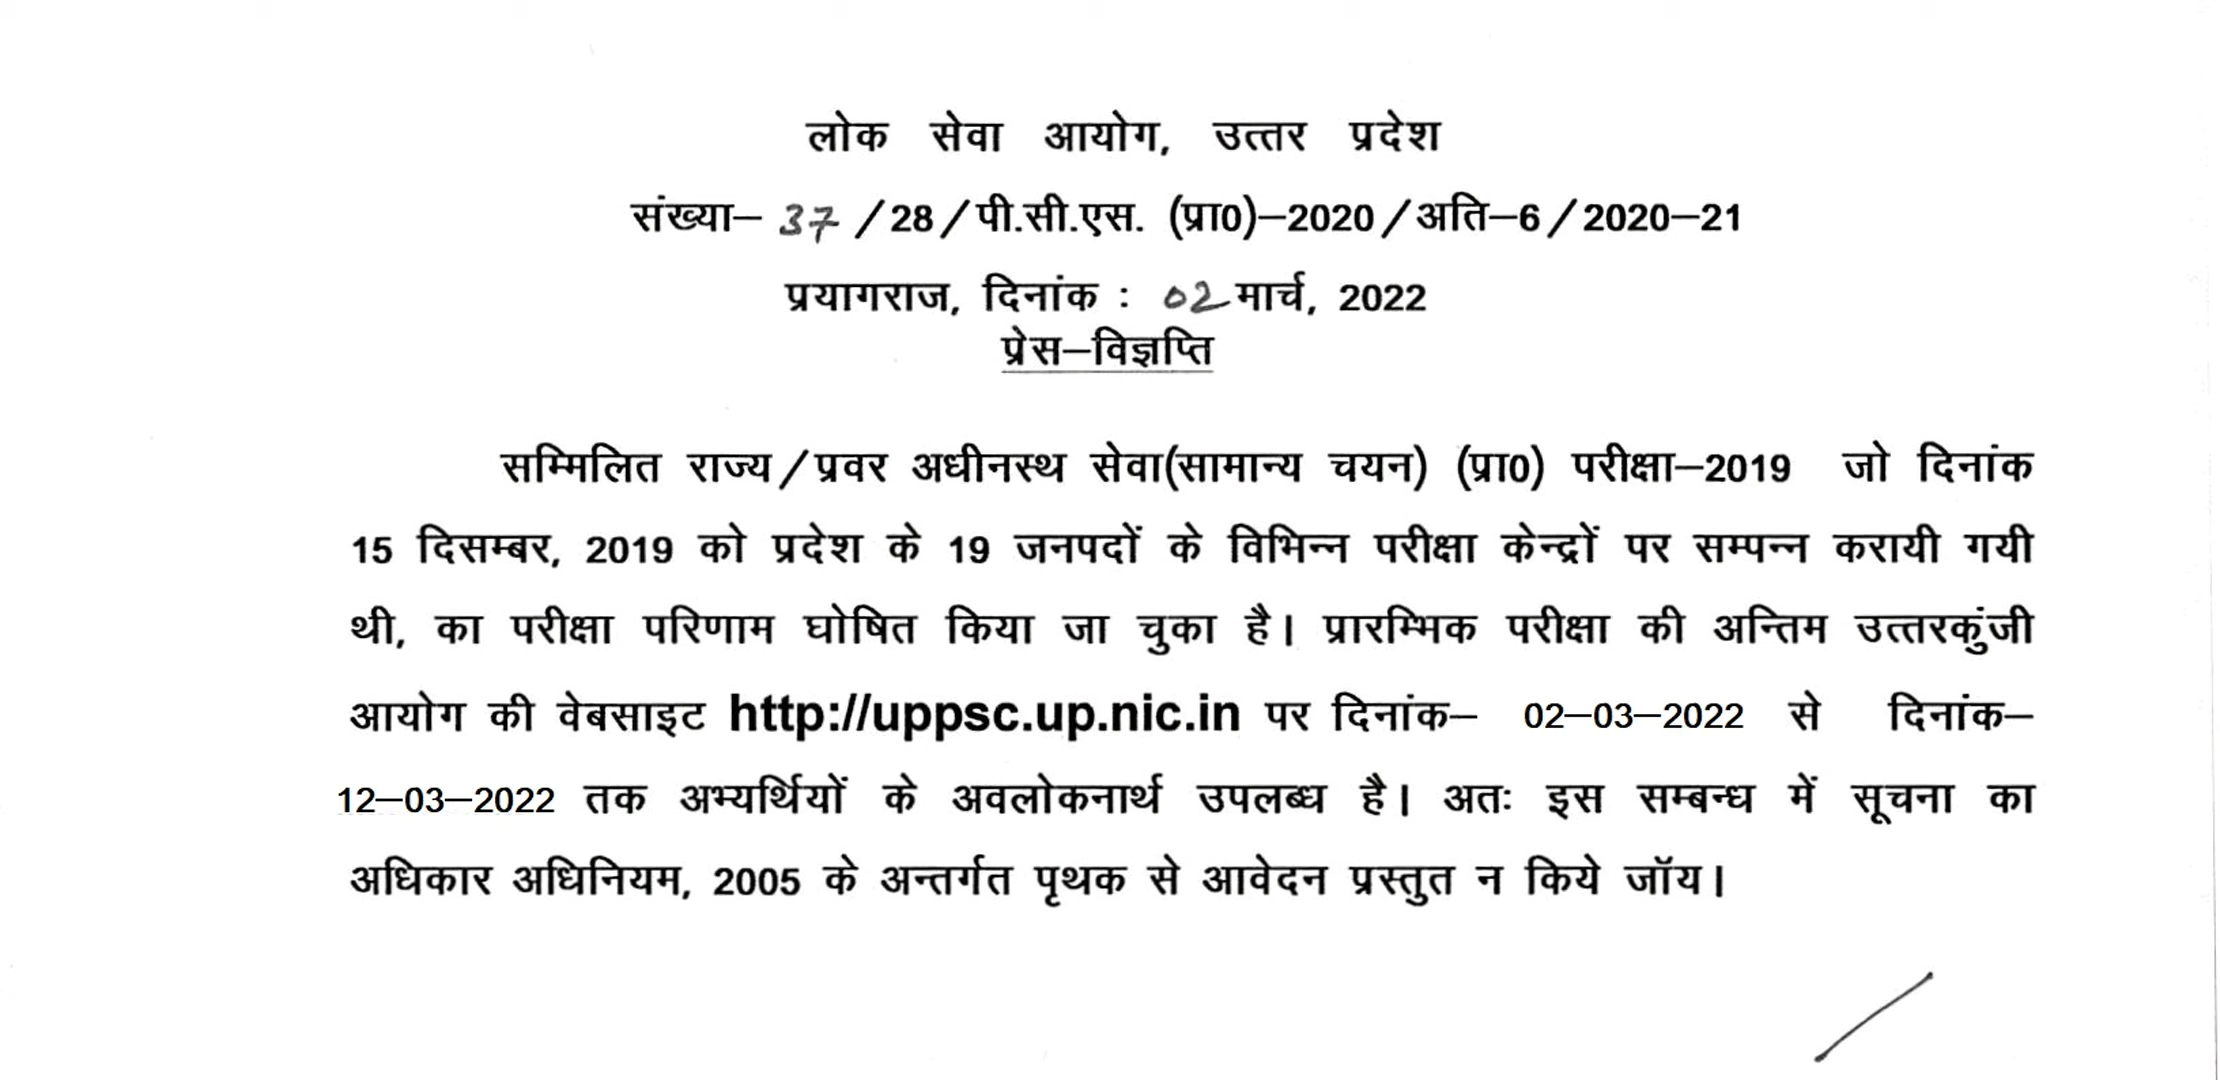 लोक सेवा आयोग, उत्तर प्रदेश
संख्या– 37 /28/पी.सी.एस. (प्रा0)–2020/अति–6/2020–21
प्रयागराज, दिनांक : 02 मार्च, 2022
प्रेस–विज्ञप्ति
सम्मिलित राज्य/प्रवर अधीनस्थ सेवा(सामान्य चयन) (प्रा0) परीक्षा–2019 जो दिनांक
15 दिसम्बर, 2019 को प्रदेश के 19 जनपदों के विभिन्न परीक्षा केन्द्रों पर सम्पन्न करायी गयी
थी, का परीक्षा परिणाम घोषित किया जा चुका है। प्रारम्भिक परीक्षा की अन्तिम उत्तरकुंजी
आयोग की वेबसाइट http://uppsc.up.nic.in पर दिनांक– 02–03–2022 से दिनांक–
12–03–2022 तक अभ्यर्थियों के अवलोकनार्थ उपलब्ध है। अतः इस सम्बन्ध में सूचना का
अधिकार अधिनियम, 2005 के अन्तर्गत पृथक से आवेदन प्रस्तुत न किये जॉय।